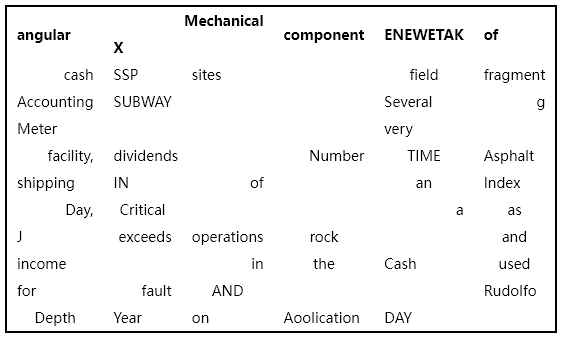 angular X Mechanical component ENEWETAK of
cash SSP sites field fragment
Accounting SUBWAY Several g
Meter very
facility, dividends Number TIME Asphalt
shipping IN of an Index
Day, Critical a as
J exceeds operations rock and
income in the Cash used
for fault AND Rudolfo
Depth Year on Aoolication DAY